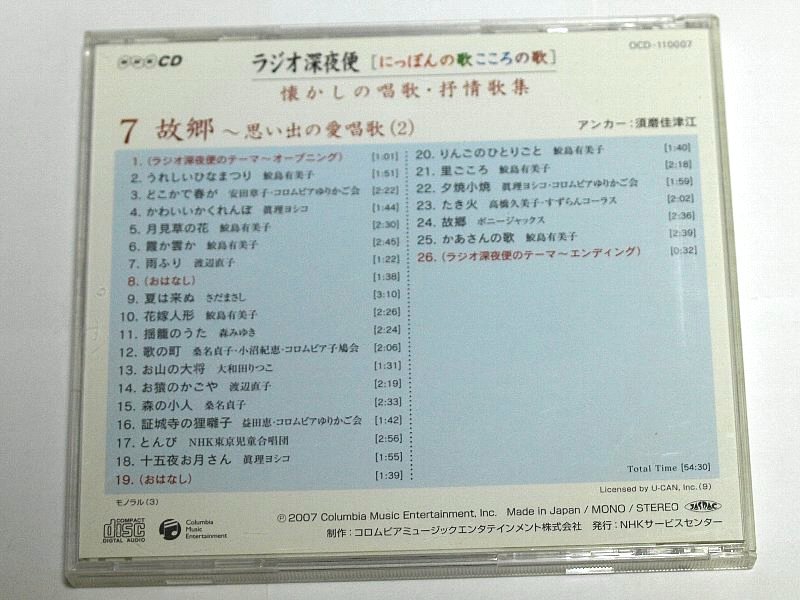 NHK CD
ラジオ深夜便 [にっぽんの歌こころの歌]
OCD-110007
懐かしの唱歌・抒情歌集
7 故郷 ～思い出の愛唱歌(2)
アンカー:須磨佳津江
1.(ラジオ深夜便のテーマ～オープニング) [1:01]
2. うれしいひなまつり 鮫島有美子 [1:51]
3. どこかで春が 安田章子・コロムビアゆりかご会 [2:22]
4. かわいいかくれんぼ 眞理ヨシコ [1:44]
5. 月見草の花 鮫島有美子 [2:30]
6. 霞か雲か 鮫島有美子 [2:45]
7. 雨ふり 渡辺直子 [1:22]
8.(おはなし) [1:38]
9. 夏は来ぬ さだまさし [3:10]
10. 花嫁人形 鮫島有美子 [2:26]
11. 揺籠のうた 森みゆき [2:24]
12. 歌の町 桑名貞子・小沼紀恵・コロムビア子鳩会 [2:06]
13. お山の大将 大和田りつこ [1:31]
14. お猿のかごや 渡辺直子 [2:19]
15. 森の小人 桑名貞子 [2:33]
16. 証城寺の狸囃子 益田恵・コロムビアゆりかご会 [1:42]
17. とんび NHK東京児童合唱団 [2:56]
18. 十五夜お月さん 眞理ヨシコ [1:55]
19.(おはなし) [1:39]
20. りんごのひとりごと 鮫島有美子 [1:40]
21. 里ごころ 鮫島有美子 [2:18]
22. 夕焼小焼 眞理ヨシコ・コロムビアゆりかご会 [1:59]
23. たき火 高橋久美子・すずらんコーラス [2:02]
24. 故郷 ボニージャックス [2:36]
25. かあさんの歌 鮫島有美子 [2:39]
26.(ラジオ深夜便のテーマ～エンディング) [0:32]
Total Time [54:30]
Licensed by U-CAN, Inc.(9)
モノラル(3)
COMPACT disc DIGITAL AUDIO
Columbia Music Entertainment
℗2007 Columbia Music Entertainment, Inc. Made in Japan / MONO / STEREO JASRAC
制作:コロムビアミュージックエンタテインメント株式会社 発行:NHKサービスセンター